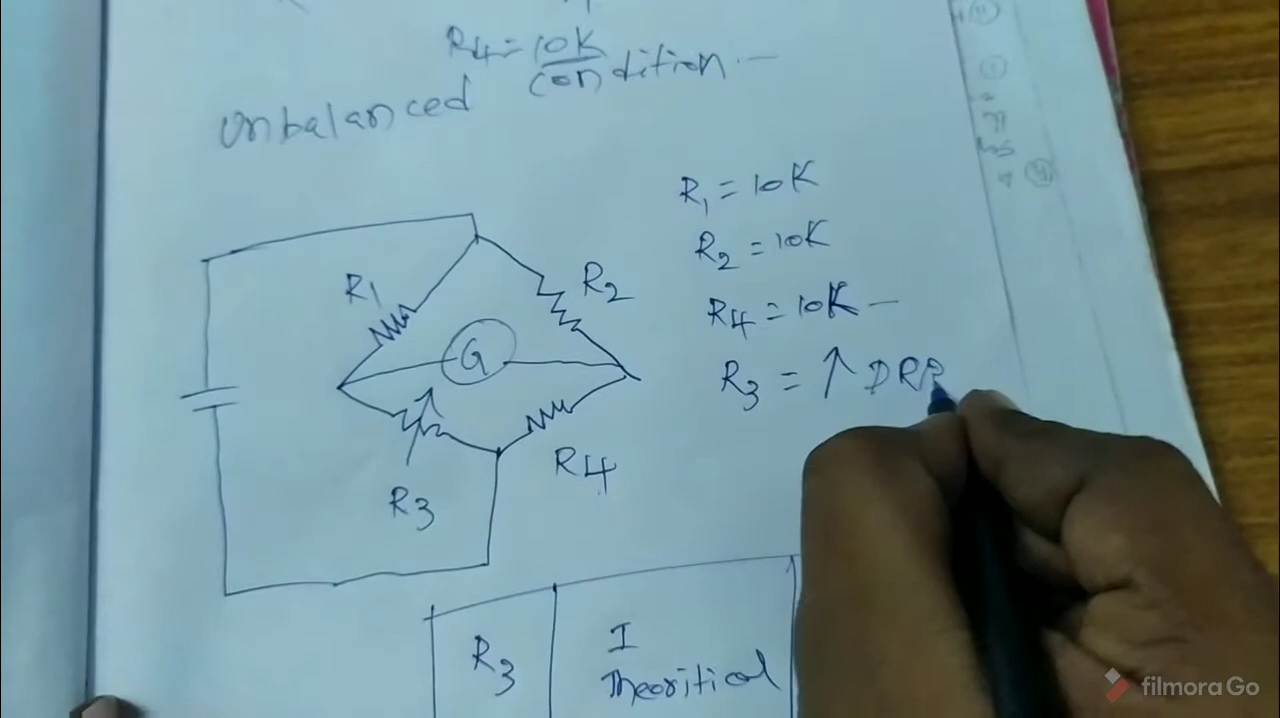 R4 = 10K
Unbalanced condition -
R1 = 10K
R2 = 10K
R4 = 10K -
R3 = ↑ DRB
R1
R2
G
R3
R4
R3
I
Theoritical
filmora Go